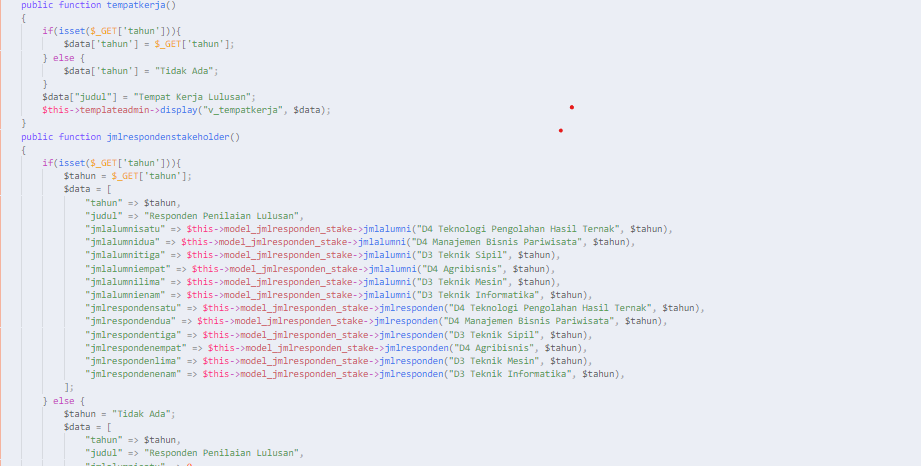 public function tempatkerja()
{
if(isset($_GET['tahun'])){
$data['tahun'] = $_GET['tahun'];
} else {
$data['tahun'] = "Tidak Ada";
}
$data["judul"] = "Tempat Kerja Lulusan";
$this->templateadmin->display("v_tempatkerja", $data);
}
public function jmlrespondenstakeholder()
{
if(isset($_GET['tahun'])){
$tahun = $_GET['tahun'];
$data = [
"tahun" => $tahun,
"judul" => "Responden Penilaian Lulusan",
"jmlalumnisatu" => $this->model_jmlresponden_stake->jmlalumni("D4 Teknologi Pengolahan Hasil Ternak", $tahun),
"jmlalumnidua" => $this->model_jmlresponden_stake->jmlalumni("D4 Manajemen Bisnis Pariwisata", $tahun),
"jmlalumnitiga" => $this->model_jmlresponden_stake->jmlalumni("D3 Teknik Sipil", $tahun),
"jmlalumniempat" => $this->model_jmlresponden_stake->jmlalumni("D4 Agribisnis", $tahun),
"jmlalumnilima" => $this->model_jmlresponden_stake->jmlalumni("D3 Teknik Mesin", $tahun),
"jmlalumnienam" => $this->model_jmlresponden_stake->jmlalumni("D3 Teknik Informatika", $tahun),
"jmlrespondensatu" => $this->model_jmlresponden_stake->jmlresponden("D4 Teknologi Pengolahan Hasil Ternak", $tahun),
"jmlrespondendua" => $this->model_jmlresponden_stake->jmlresponden("D4 Manajemen Bisnis Pariwisata", $tahun),
"jmlrespondentiga" => $this->model_jmlresponden_stake->jmlresponden("D3 Teknik Sipil", $tahun),
"jmlrespondenempat" => $this->model_jmlresponden_stake->jmlresponden("D4 Agribisnis", $tahun),
"jmlrespondenlima" => $this->model_jmlresponden_stake->jmlresponden("D3 Teknik Mesin", $tahun),
"jmlrespondenenam" => $this->model_jmlresponden_stake->jmlresponden("D3 Teknik Informatika", $tahun),
];
} else {
$tahun = "Tidak Ada";
$data = [
"tahun" => $tahun,
"judul" => "Responden Penilaian Lulusan",